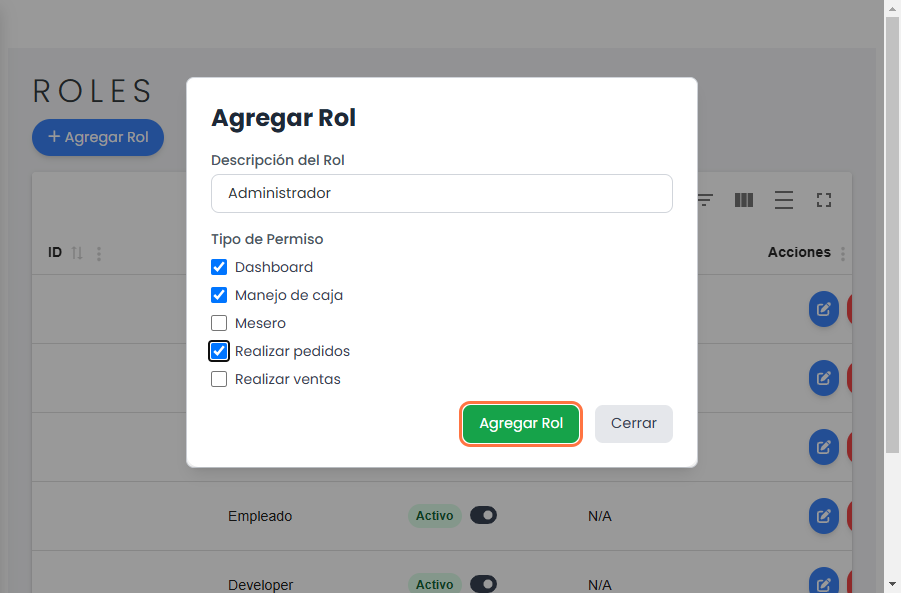 ROLES
+ Agregar Rol
Agregar Rol
Descripción del Rol
Administrador
Tipo de Permiso
Dashboard
Manejo de caja
Mesero
Realizar pedidos
Realizar ventas
Agregar Rol
Cerrar
ID
Acciones
Empleado Activo N/A
Developer Activo N/A